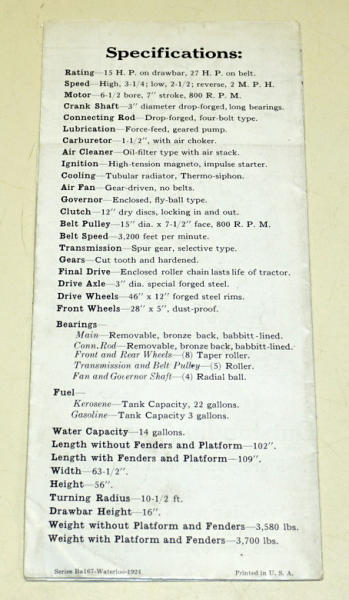 Specifications:
Rating—15 H. P. on drawbar, 27 H. P. on belt.
Speed—High, 3-1/4; low, 2-1/2; reverse, 2 M. P. H.
Motor—6-1/2 bore, 7" stroke, 800 R. P. M.
Crank Shaft—3" diameter drop-forged, long bearings.
Connecting Rod—Drop-forged, four-bolt type.
Lubrication—Force-feed, geared pump.
Carburetor—1-1/2", with air choker.
Air Cleaner—Oil-filter type with air stack.
Ignition—High-tension magneto, impulse starter.
Cooling—Tubular radiator, Thermo-siphon.
Air Fan—Gear-driven, no belts.
Governor—Enclosed, fly-ball type.
Clutch—12" dry discs, locking in and out.
Belt Pulley—15" dia. x 7-1/2" face, 800 R. P. M.
Belt Speed—3,200 feet per minute.
Transmission—Spur gear, selective type.
Gears—Cut tooth and hardened.
Final Drive—Enclosed roller chain lasts life of tractor.
Drive Axle—3" dia. special forged steel.
Drive Wheels—46" x 12" forged steel rims.
Front Wheels—28" x 5", dust-proof.
Bearings—
Main—Removable, bronze back, babbitt-lined.
Conn. Rod—Removable, bronze back, babbitt-lined.
Front and Rear Wheels—(8) Taper roller.
Transmission and Belt Pulley—(5) Roller.
Fan and Governor Shaft—(4) Radial ball.
Fuel—
Kerosene—Tank Capacity, 22 gallons.
Gasoline—Tank Capacity 3 gallons.
Water Capacity—14 gallons.
Length without Fenders and Platform—102".
Length with Fenders and Platform—109".
Width—63-1/2".
Height—56".
Turning Radius—10-1/2 ft.
Drawbar Height—16".
Weight without Platform and Fenders—3,580 lbs.
Weight with Platform and Fenders—3,700 lbs.
Series Ba167-Waterloo-1924
Printed in U. S. A.